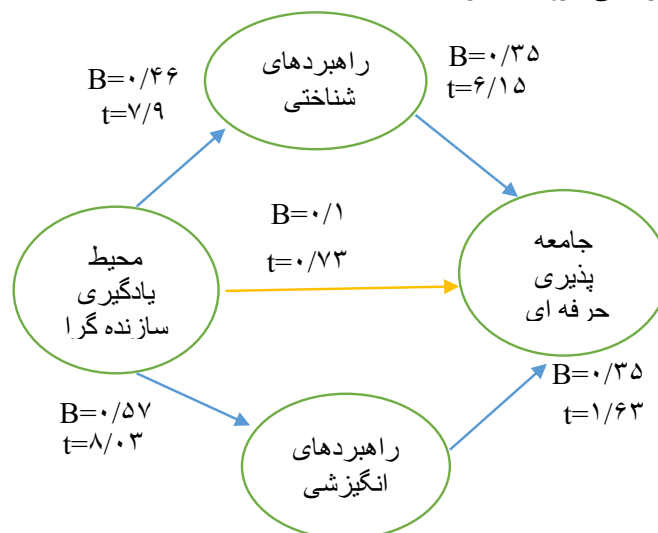 راهبردهای
شناختی
B=۰/۴۶
t=۷/۹
B=۰/۳۵
t=۶/۱۵
B=۰/۱
t=۰/۷۳
محیط
یادگیری
سازنده گرا
جامعه
پذیری
حرفه ای
B=۰/۵۷
t=۸/۰۳
راهبردهای
انگیزشی
B=۰/۳۵
t=۱/۶۳